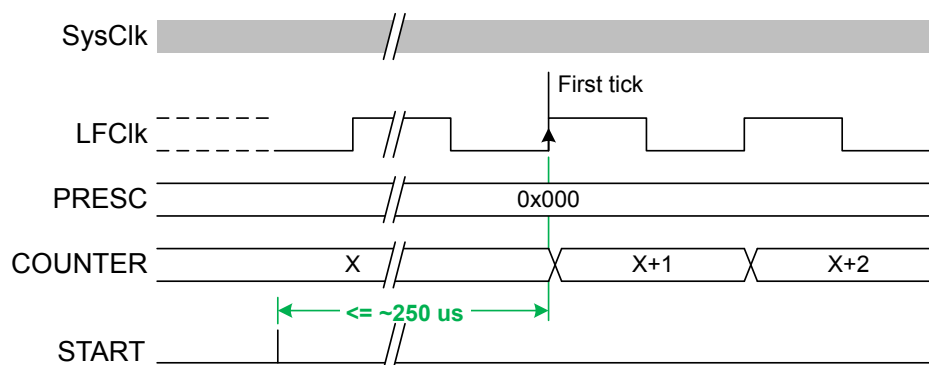 SysClk
First tick
LFClk
PRESC
0x000
COUNTER
X
X+1
X+2
<= ~250 us
START